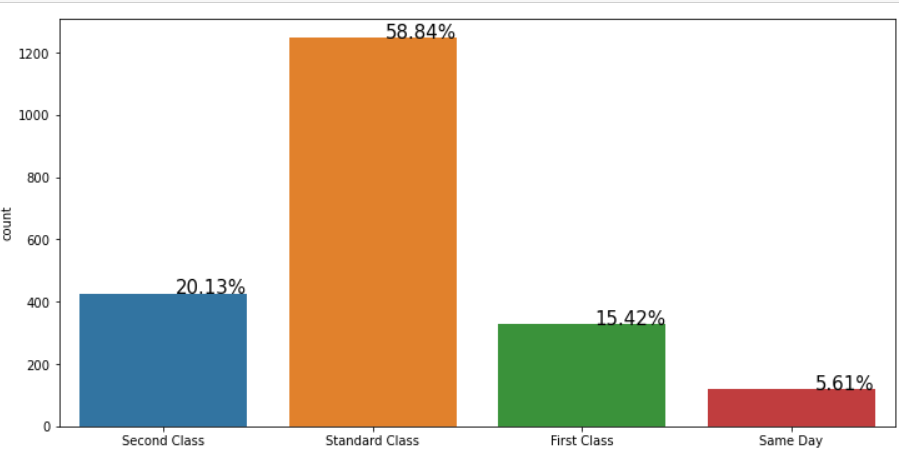 58.84%
1200
1000
800
600
count
20.13%
400
15.42%
200
5.61%
0
Second Class
Standard Class
First Class
Same Day